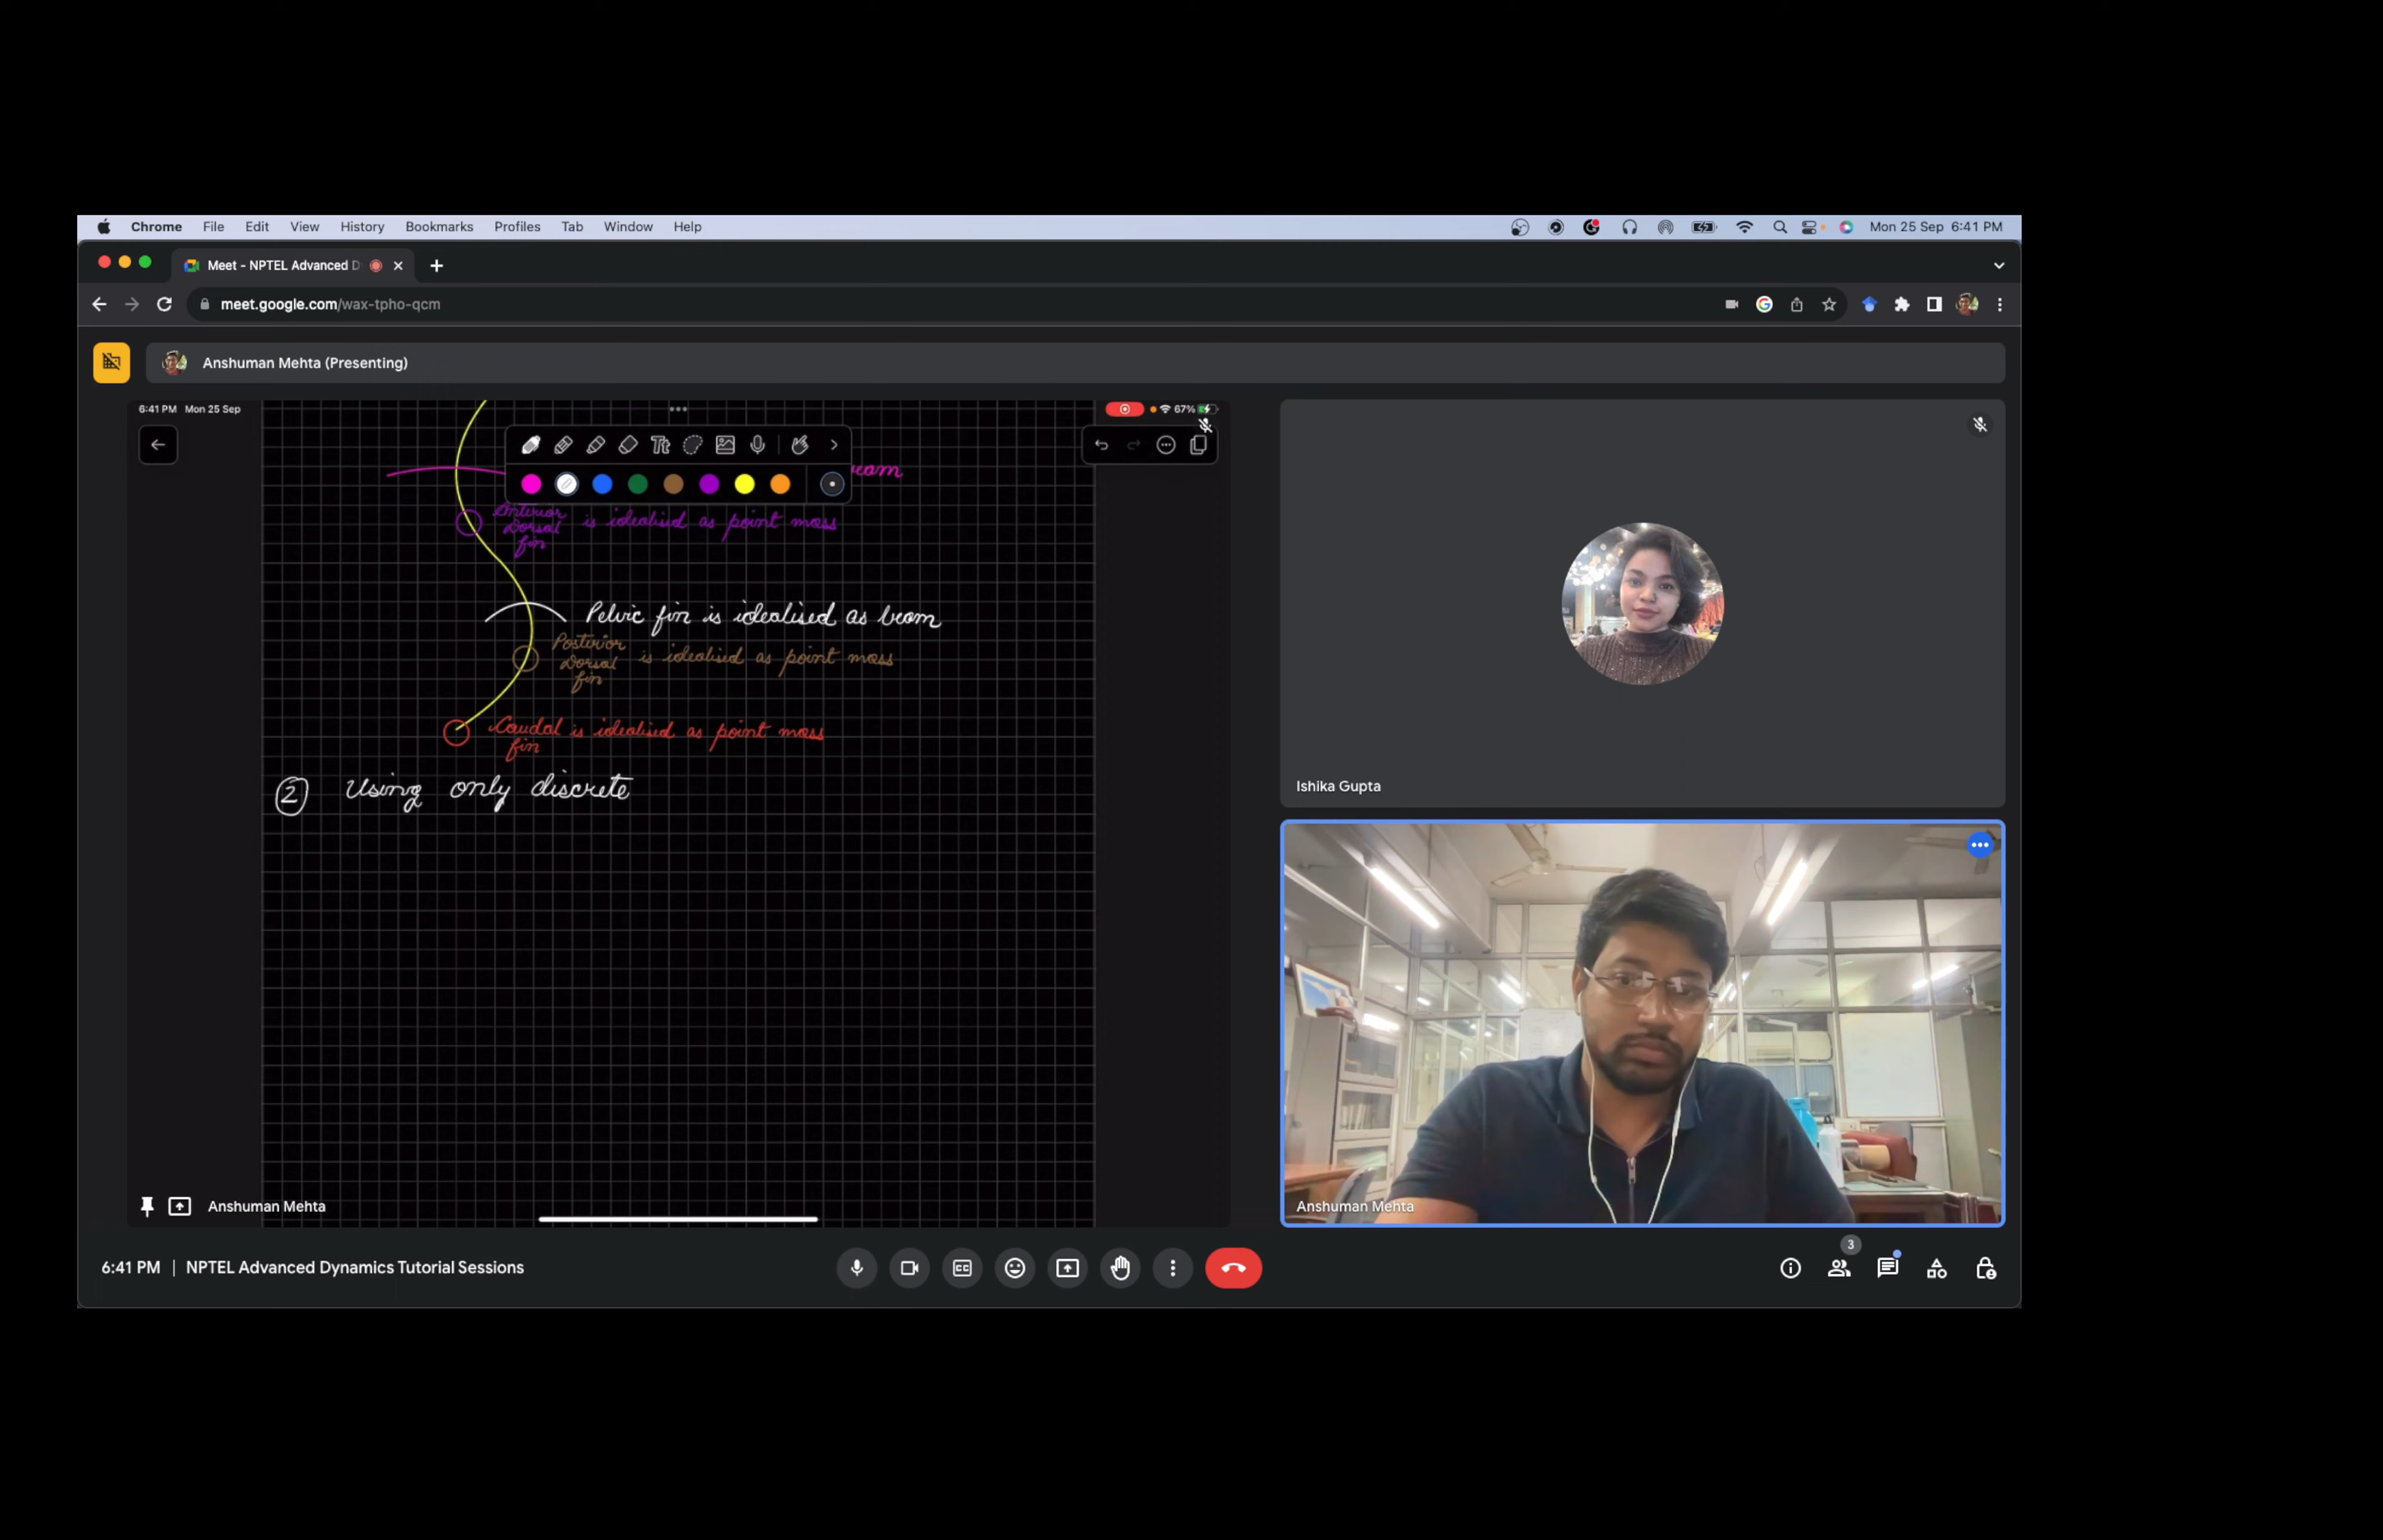 Chrome File Edit View History Bookmarks Profiles Tab Window Help Mon 25 Sep 6:41 PM
Meet - NPTEL Advanced D
meet.google.com/wax-tpho-qcm
Anshuman Mehta (Presenting)
6:41 PM Mon 25 Sep 67%
Tt
eam
Anterior
Dorsal is idealised as point mass
fin
Pelvic fin is idealised as beam
Posterior
Dorsal is idealised as point mass
fin
Caudal is idealised as point mass
fin
2 Using only discrete
Ishika Gupta
Anshuman Mehta
Anshuman Mehta
3
6:41 PM | NPTEL Advanced Dynamics Tutorial Sessions
CC